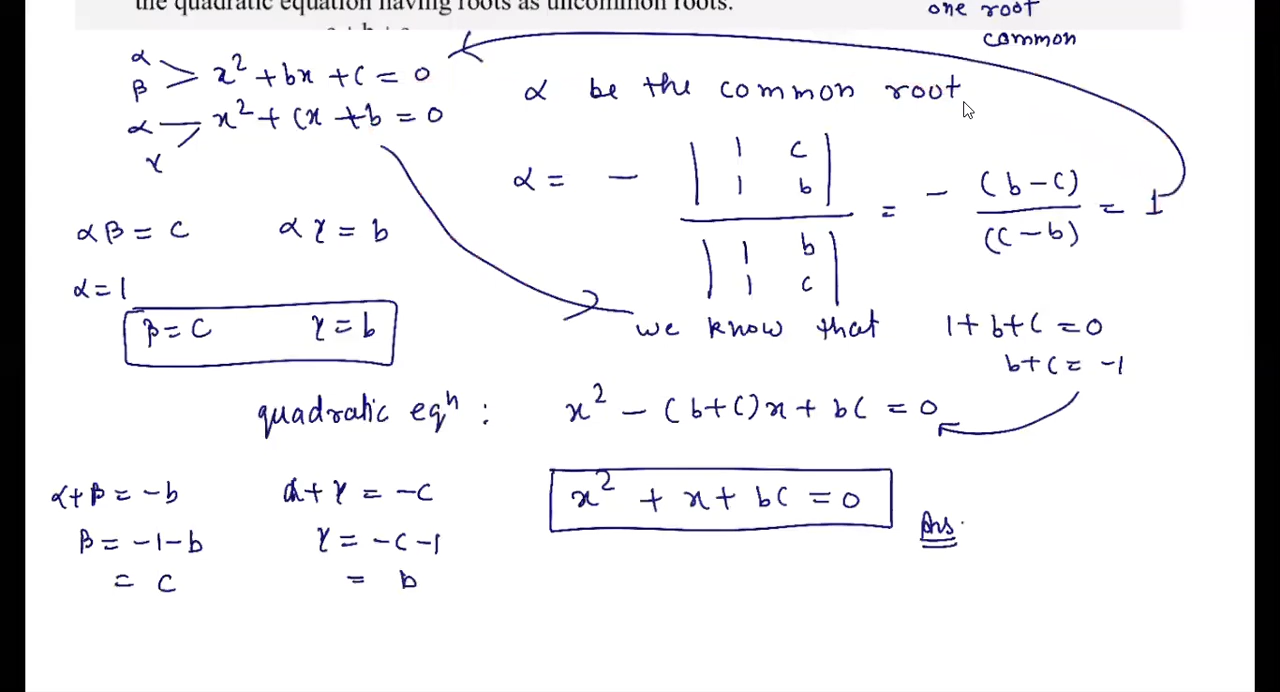 the quadratic equation having roots as uncommon roots.
one root
common
α
β > x² + bx + c = 0
α
γ x² + cx + b = 0
α be the common root
α = - | 1 c | | 1 b | / | 1 b | | 1 c | = - (b-c) / (c-b) = 1
αβ = c αγ = b
α = 1
β = c γ = b
we know that 1 + b + c = 0
b + c = -1
quadratic eqⁿ : x² - (b+c)x + bc = 0
α + β = -b α + γ = -c
β = -1-b γ = -c-1
= c = b
x² + x + bc = 0
Ans.